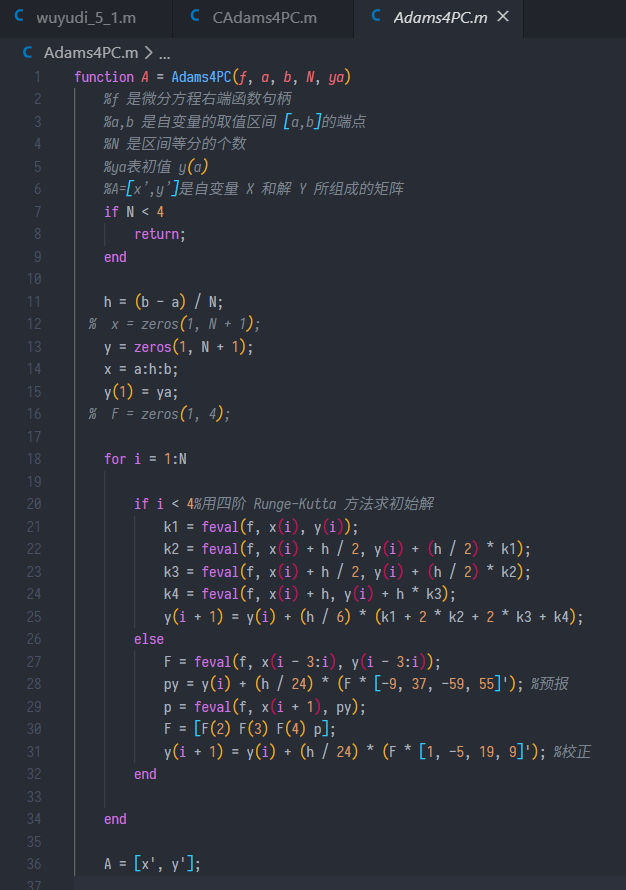 C wuyudi_5_1.m C CAdams4PC.m C Adams4PC.m ×
C Adams4PC.m > ...
1 function A = Adams4PC(f, a, b, N, ya)
2 %f 是微分方程右端函数句柄
3 %a,b 是自变量的取值区间 [a,b]的端点
4 %N 是区间等分的个数
5 %ya表初值 y(a)
6 %A=[x’,y’]是自变量 X 和解 Y 所组成的矩阵
7 if N < 4
8 return;
9 end
10
11 h = (b - a) / N;
12 % x = zeros(1, N + 1);
13 y = zeros(1, N + 1);
14 x = a:h:b;
15 y(1) = ya;
16 % F = zeros(1, 4);
17
18 for i = 1:N
19
20 if i < 4%用四阶 Runge-Kutta 方法求初始解
21 k1 = feval(f, x(i), y(i));
22 k2 = feval(f, x(i) + h / 2, y(i) + (h / 2) * k1);
23 k3 = feval(f, x(i) + h / 2, y(i) + (h / 2) * k2);
24 k4 = feval(f, x(i) + h, y(i) + h * k3);
25 y(i + 1) = y(i) + (h / 6) * (k1 + 2 * k2 + 2 * k3 + k4);
26 else
27 F = feval(f, x(i - 3:i), y(i - 3:i));
28 py = y(i) + (h / 24) * (F * [-9, 37, -59, 55]'); %预报
29 p = feval(f, x(i + 1), py);
30 F = [F(2) F(3) F(4) p];
31 y(i + 1) = y(i) + (h / 24) * (F * [1, -5, 19, 9]'); %校正
32 end
33
34 end
35
36 A = [x', y'];
37